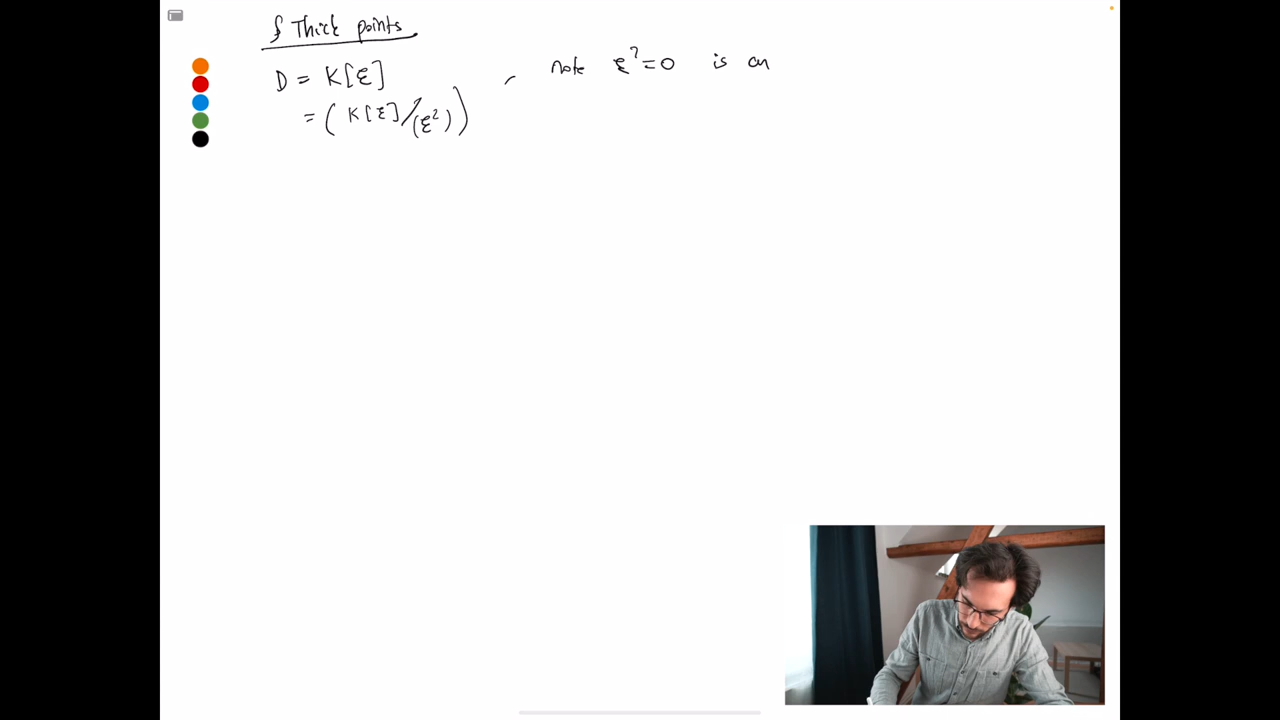 § Thick points
D = K[ε] , note ε² = 0 is an
= ( K[ε]/(ε²) )